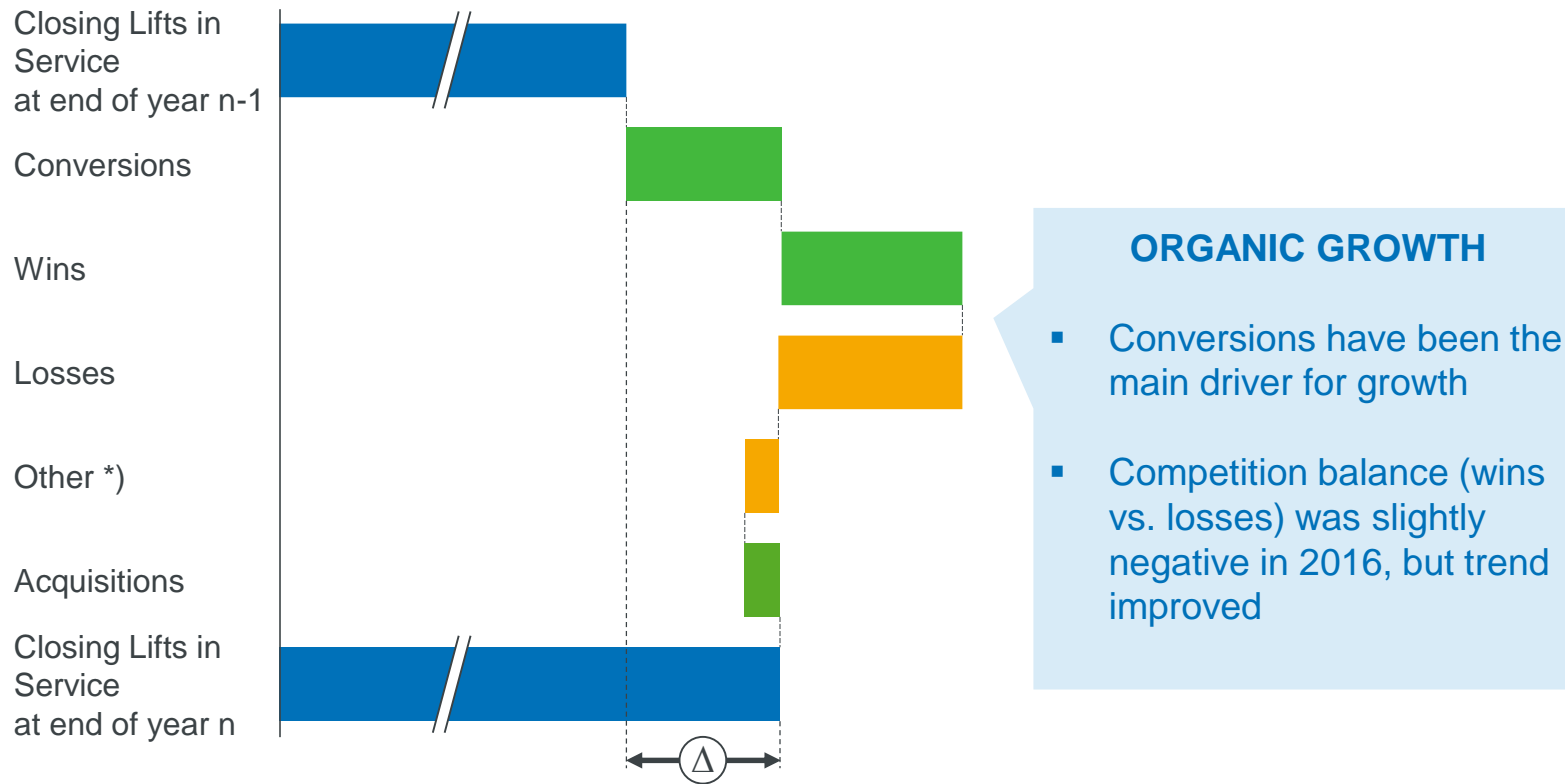 Closing Lifts in
Service
at end of year n-1
Conversions
Wins
Losses
Other *)
Acquisitions
Closing Lifts in
Service
at end of year n
Δ
ORGANIC GROWTH
▪ Conversions have been the
main driver for growth
▪ Competition balance (wins
vs. losses) was slightly
negative in 2016, but trend
improved